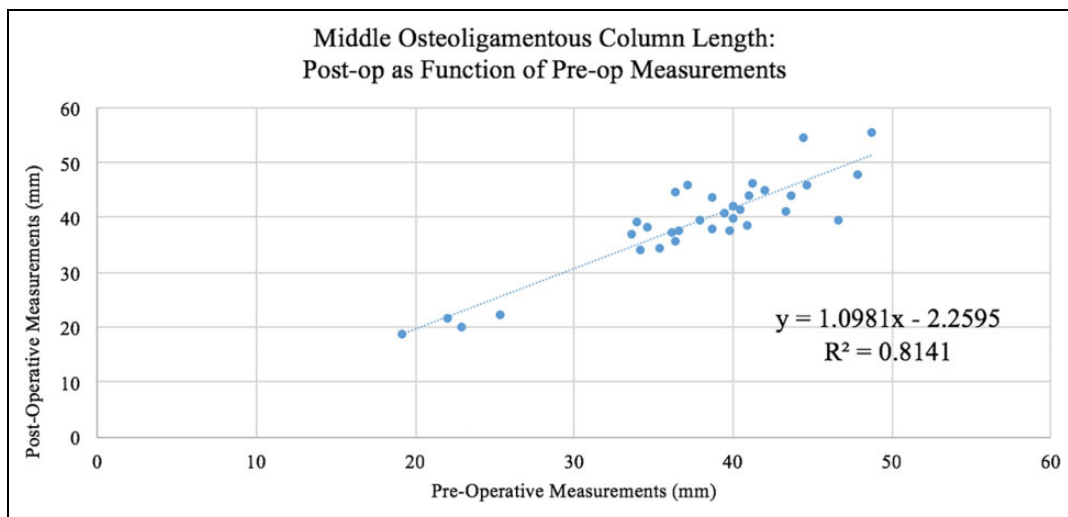 Middle Osteoligamentous Column Length:
Post-op as Function of Pre-op Measurements
Post-Operative Measurements (mm)
60
50
40
30
20
10
0
y = 1.0981x - 2.2595
R² = 0.8141
0 10 20 30 40 50 60
Pre-Operative Measurements (mm)